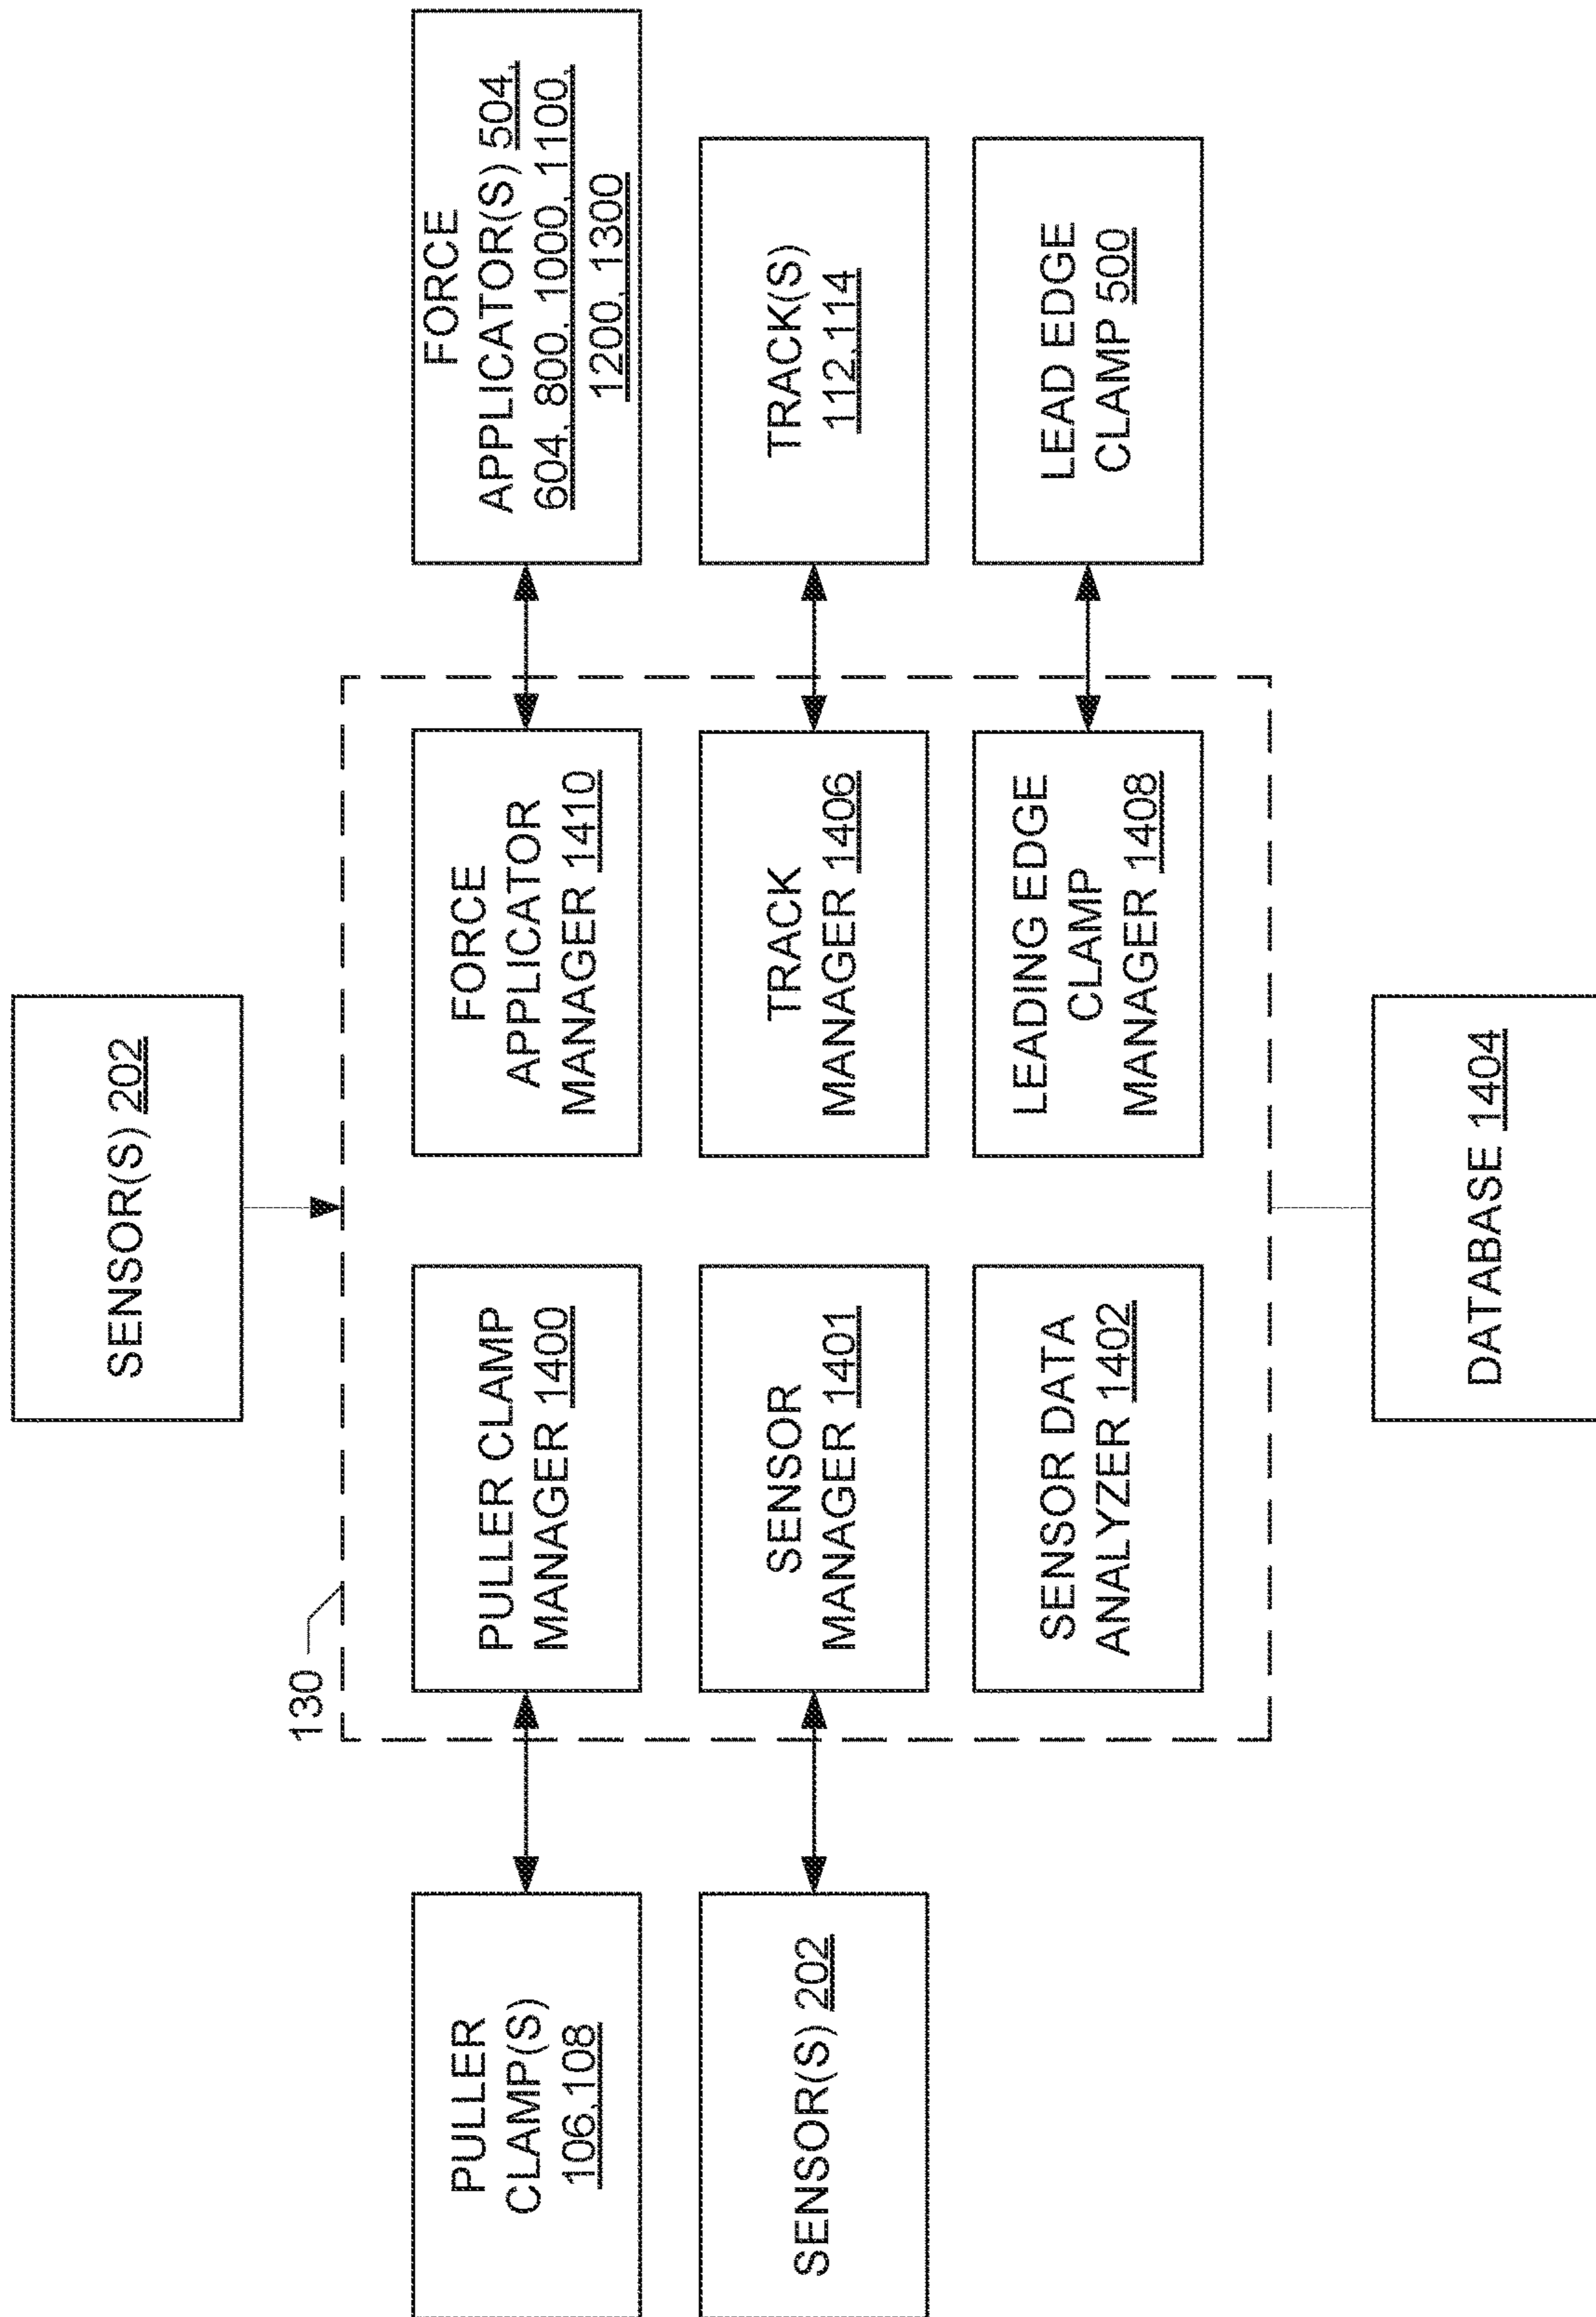 SENSOR(S) 202
130
PULLER
CLAMP(S)
106,108
PULLER CLAMP
MANAGER 1400
FORCE
APPLICATOR
MANAGER 1410
FORCE
APPLICATOR(S) 504,
604, 800, 1000, 1100,
1200, 1300
SENSOR(S) 202
SENSOR
MANAGER 1401
TRACK
MANAGER 1406
TRACK(S)
112,114
SENSOR DATA
ANALYZER 1402
LEADING EDGE
CLAMP
MANAGER 1408
LEAD EDGE
CLAMP 500
DATABASE 1404